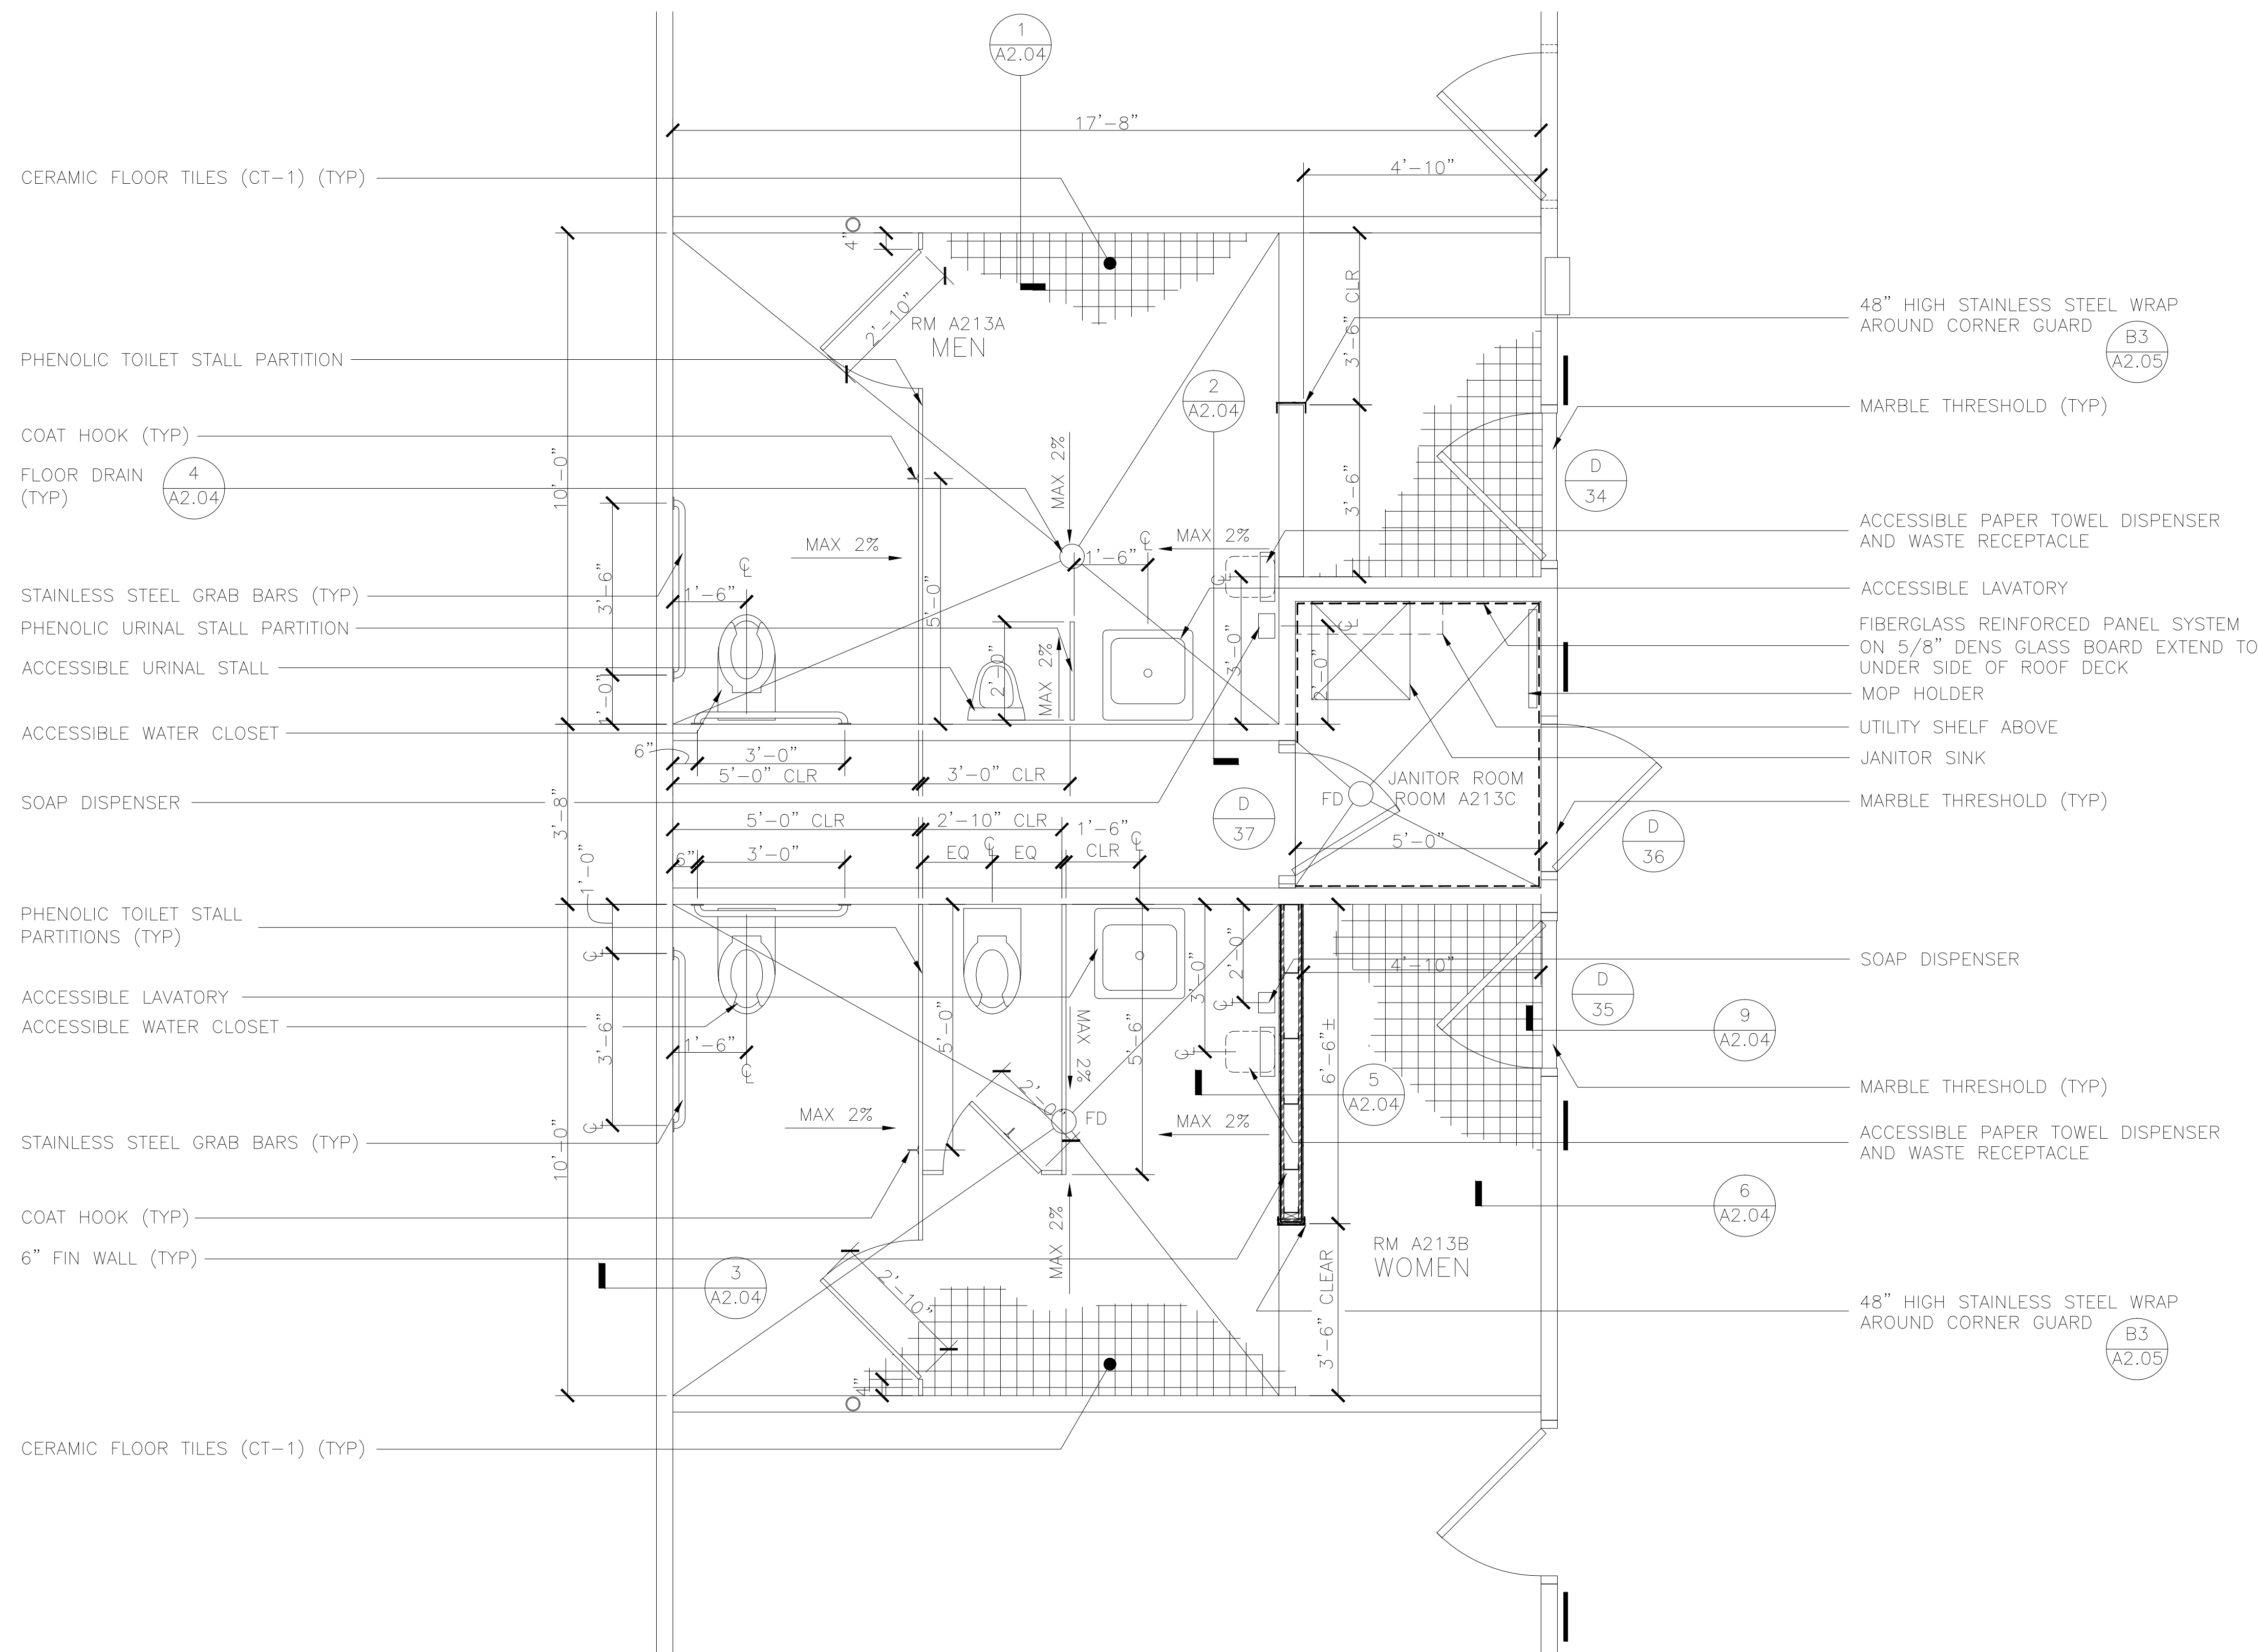 1
A2.04
17'-8"
4'-10"
CERAMIC FLOOR TILES (CT-1) (TYP)
4"
2'-10"
RM A213A
MEN
3'-6" CLR
48" HIGH STAINLESS STEEL WRAP
AROUND CORNER GUARD
B3
A2.05
PHENOLIC TOILET STALL PARTITION
2
A2.04
MARBLE THRESHOLD (TYP)
COAT HOOK (TYP)
FLOOR DRAIN
(TYP)
4
A2.04
10'-0"
MAX 2%
3'-6"
D
34
ACCESSIBLE PAPER TOWEL DISPENSER
AND WASTE RECEPTACLE
MAX 2%
MAX 2%
1'-6"
℄
℄
℄
STAINLESS STEEL GRAB BARS (TYP)
3'-6"
1'-6"
5'-0"
ACCESSIBLE LAVATORY
PHENOLIC URINAL STALL PARTITION
FIBERGLASS REINFORCED PANEL SYSTEM
ON 5/8" DENS GLASS BOARD EXTEND TO
UNDER SIDE OF ROOF DECK
℄
3'-0"
2'-0"
2'-0"
MAX 2%
ACCESSIBLE URINAL STALL
MOP HOLDER
1'-0"
ACCESSIBLE WATER CLOSET
UTILITY SHELF ABOVE
6"
3'-0"
5'-0" CLR
3'-0" CLR
JANITOR SINK
JANITOR ROOM
ROOM A213C
FD
SOAP DISPENSER
3'-8"
MARBLE THRESHOLD (TYP)
D
37
D
36
5'-0" CLR
2'-10" CLR
1'-6"
CLR
℄
℄
6"
3'-0"
EQ
EQ
5'-0"
1'-0"
PHENOLIC TOILET STALL
PARTITIONS (TYP)
℄
3'-0"
2'-0"
4'-10"
SOAP DISPENSER
D
35
ACCESSIBLE LAVATORY
℄
ACCESSIBLE WATER CLOSET
9
A2.04
3'-6"
1'-6"
℄
5'-0"
MAX 2%
5'-6"
℄
6'-6"±
2'-0"
5
A2.04
MARBLE THRESHOLD (TYP)
MAX 2%
FD
MAX 2%
℄
STAINLESS STEEL GRAB BARS (TYP)
10'-0"
ACCESSIBLE PAPER TOWEL DISPENSER
AND WASTE RECEPTACLE
COAT HOOK (TYP)
6
A2.04
MAX 2%
6" FIN WALL (TYP)
RM A213B
WOMEN
3
A2.04
2'-10"
3'-6" CLEAR
48" HIGH STAINLESS STEEL WRAP
AROUND CORNER GUARD
B3
A2.05
4"
CERAMIC FLOOR TILES (CT-1) (TYP)